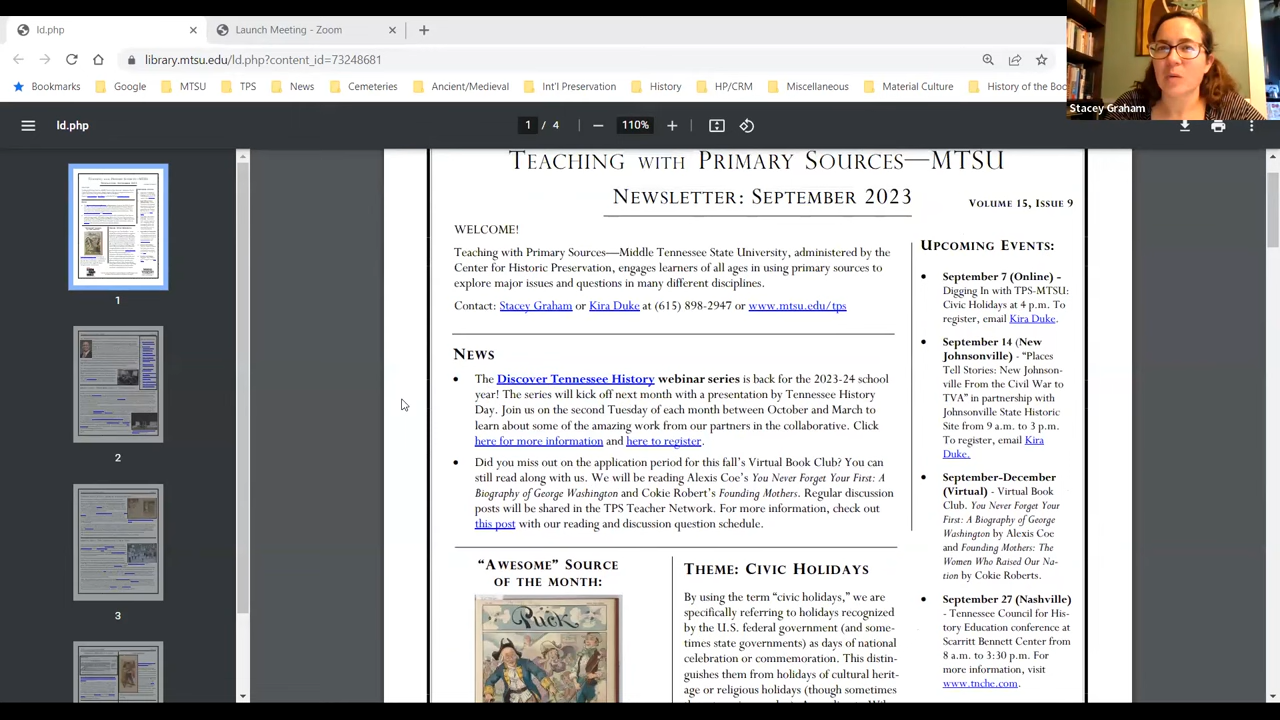 ld.php
Launch Meeting - Zoom
library.mtsu.edu/ld.php?content_id=73248681
Bookmarks
Google
MTSU
TPS
News
Cemeteries
Ancient/Medieval
Int'l Preservation
History
HP/CRM
Miscellaneous
Material Culture
History of the Boo
Stacey Graham
ld.php
1 / 4
110%
1
2
3
TEACHING WITH PRIMARY SOURCES—MTSU
NEWSLETTER: SEPTEMBER 2023
VOLUME 15, ISSUE 9
WELCOME!
Teaching with Primary Sources—Middle Tennessee State University, administered by the
Center for Historic Preservation, engages learners of all ages in using primary sources to
explore major issues and questions in many different disciplines.
Contact: Stacey Graham or Kira Duke at (615) 898-2947 or www.mtsu.edu/tps
NEWS
• The Discover Tennessee History webinar series is back for the 2023-24 school
year! The series will kick off next month with a presentation by Tennessee History
Day. Join us on the second Tuesday of each month between October and March to
learn about some of the amazing work from our partners in the collaborative. Click
here for more information and here to register.
• Did you miss out on the application period for this fall's Virtual Book Club? You can
still read along with us. We will be reading Alexis Coe's You Never Forget Your First: A
Biography of George Washington and Cokie Robert's Founding Mothers. Regular discussion
posts will be shared in the TPS Teacher Network. For more information, check out
this post with our reading and discussion question schedule.
"AWESOME" SOURCE
OF THE MONTH:
Puck
THEME: CIVIC HOLIDAYS
By using the term "civic holidays," we are
specifically referring to holidays recognized
by the U.S. federal government (and some-
times state governments) as days of national
celebration or commemoration. This distin-
guishes them from holidays of cultural herit-
age or religious holidays (though sometimes
UPCOMING EVENTS:
• September 7 (Online) -
Digging In with TPS-MTSU:
Civic Holidays at 4 p.m. To
register, email Kira Duke.
• September 14 (New
Johnsonville) - "Places
Tell Stories: New Johnson-
ville From the Civil War to
TVA" in partnership with
Johnsonville State Historic
Site from 9 a.m. to 3 p.m.
To register, email Kira
Duke.
• September-December
(Virtual) - Virtual Book
Club. You Never Forget Your
First: A Biography of George
Washington by Alexis Coe
and Founding Mothers: The
Women Who Raised Our Na-
tion by Cokie Roberts.
• September 27 (Nashville)
- Tennessee Council for His-
tory Education conference at
Scarritt Bennett Center from
8 a.m. to 3:30 p.m. For
more information, visit
www.tnche.com.